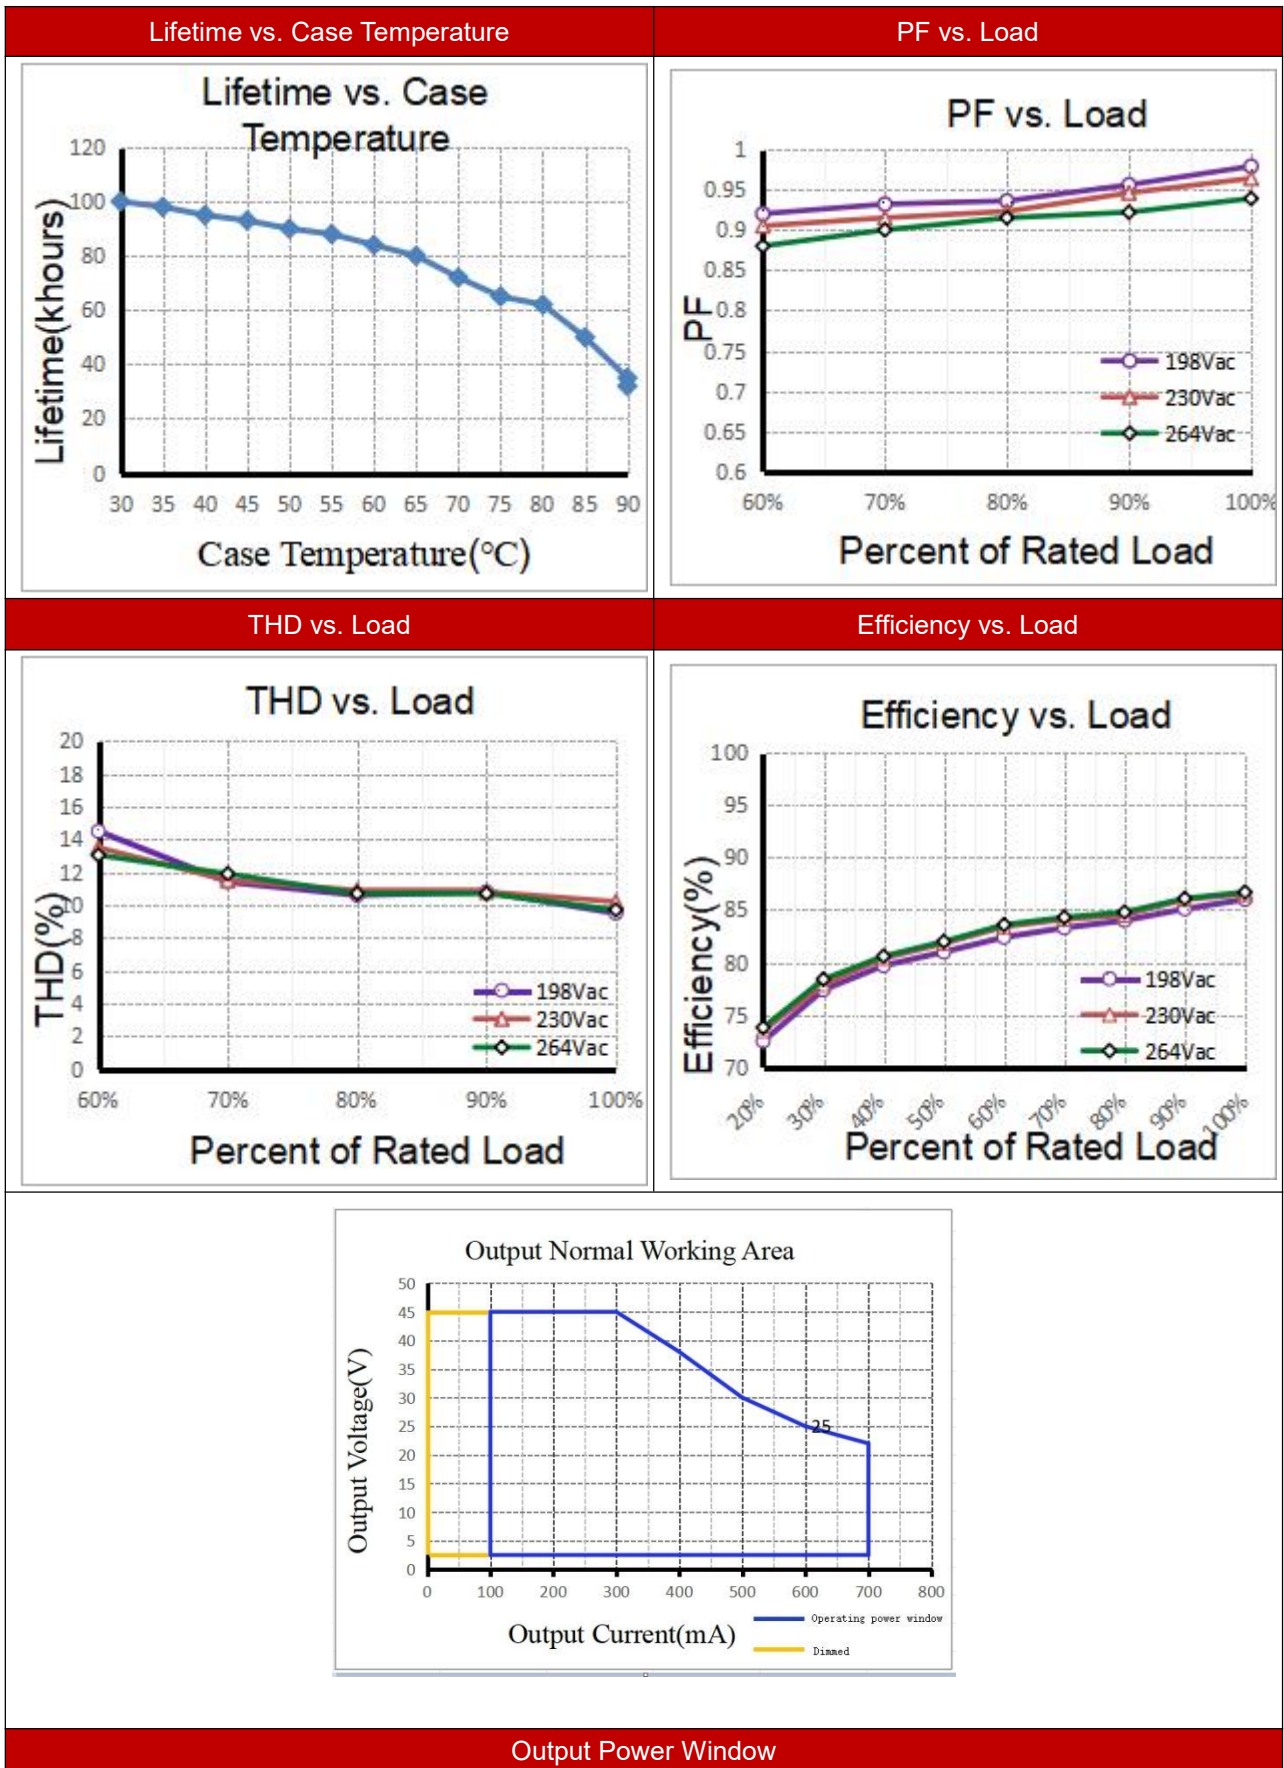 Lifetime vs. Case Temperature
PF vs. Load
Lifetime vs. Case
Temperature
120
100
80
60
40
20
0
Lifetime(khours)
30 35 40 45 50 55 60 65 70 75 80 85 90
Case Temperature(°C)
PF vs. Load
1
0.95
0.9
0.85
0.8
0.75
0.7
0.65
0.6
PF
198Vac
230Vac
264Vac
60% 70% 80% 90% 100%
Percent of Rated Load
THD vs. Load
Efficiency vs. Load
THD vs. Load
20
18
16
14
12
10
8
6
4
2
0
THD(%)
198Vac
230Vac
264Vac
60% 70% 80% 90% 100%
Percent of Rated Load
Efficiency vs. Load
100
95
90
85
80
75
70
Efficiency(%)
198Vac
230Vac
264Vac
20% 30% 40% 50% 60% 70% 80% 90% 100%
Percent of Rated Load
Output Normal Working Area
50
45
40
35
30
25
20
15
10
5
0
Output Voltage(V)
25
0 100 200 300 400 500 600 700 800
Output Current(mA)
Operating power window
Dimmed
Output Power Window